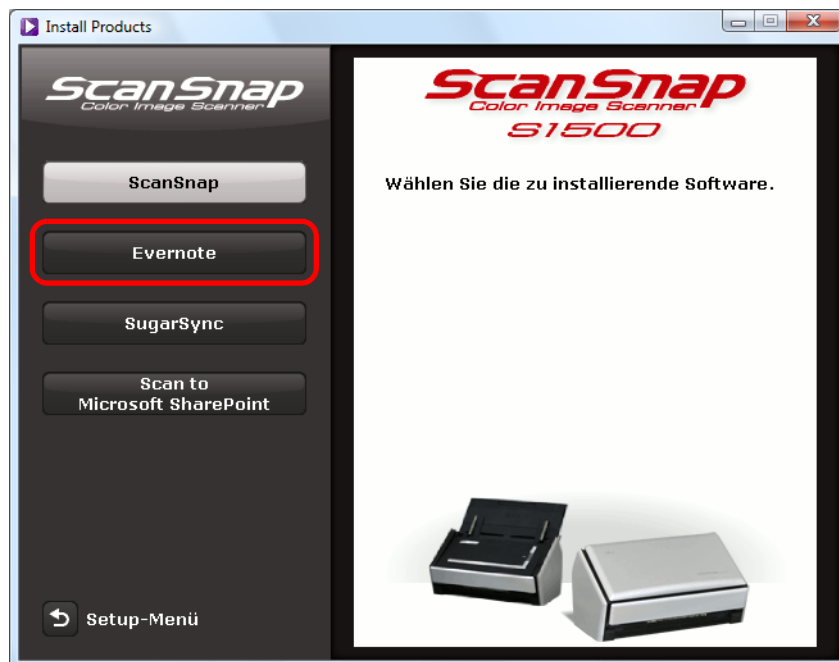 Install Products
ScanSnap
Color Image Scanner
ScanSnap
Evernote
SugarSync
Scan to
Microsoft SharePoint
Setup-Menü
ScanSnap
Color Image Scanner
S1500
Wählen Sie die zu installierende Software.